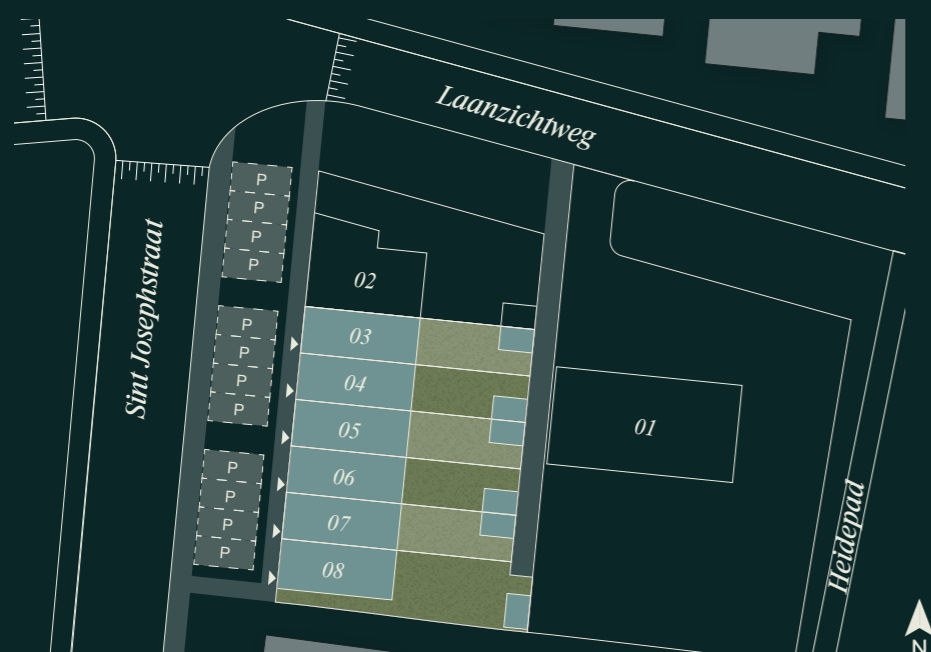 Laanzichtweg
P
P
P
P
Sint Josephstraat
02
03
P
P
P
P
04
05
01
06
P
P
P
P
07
08
Heidepad
N